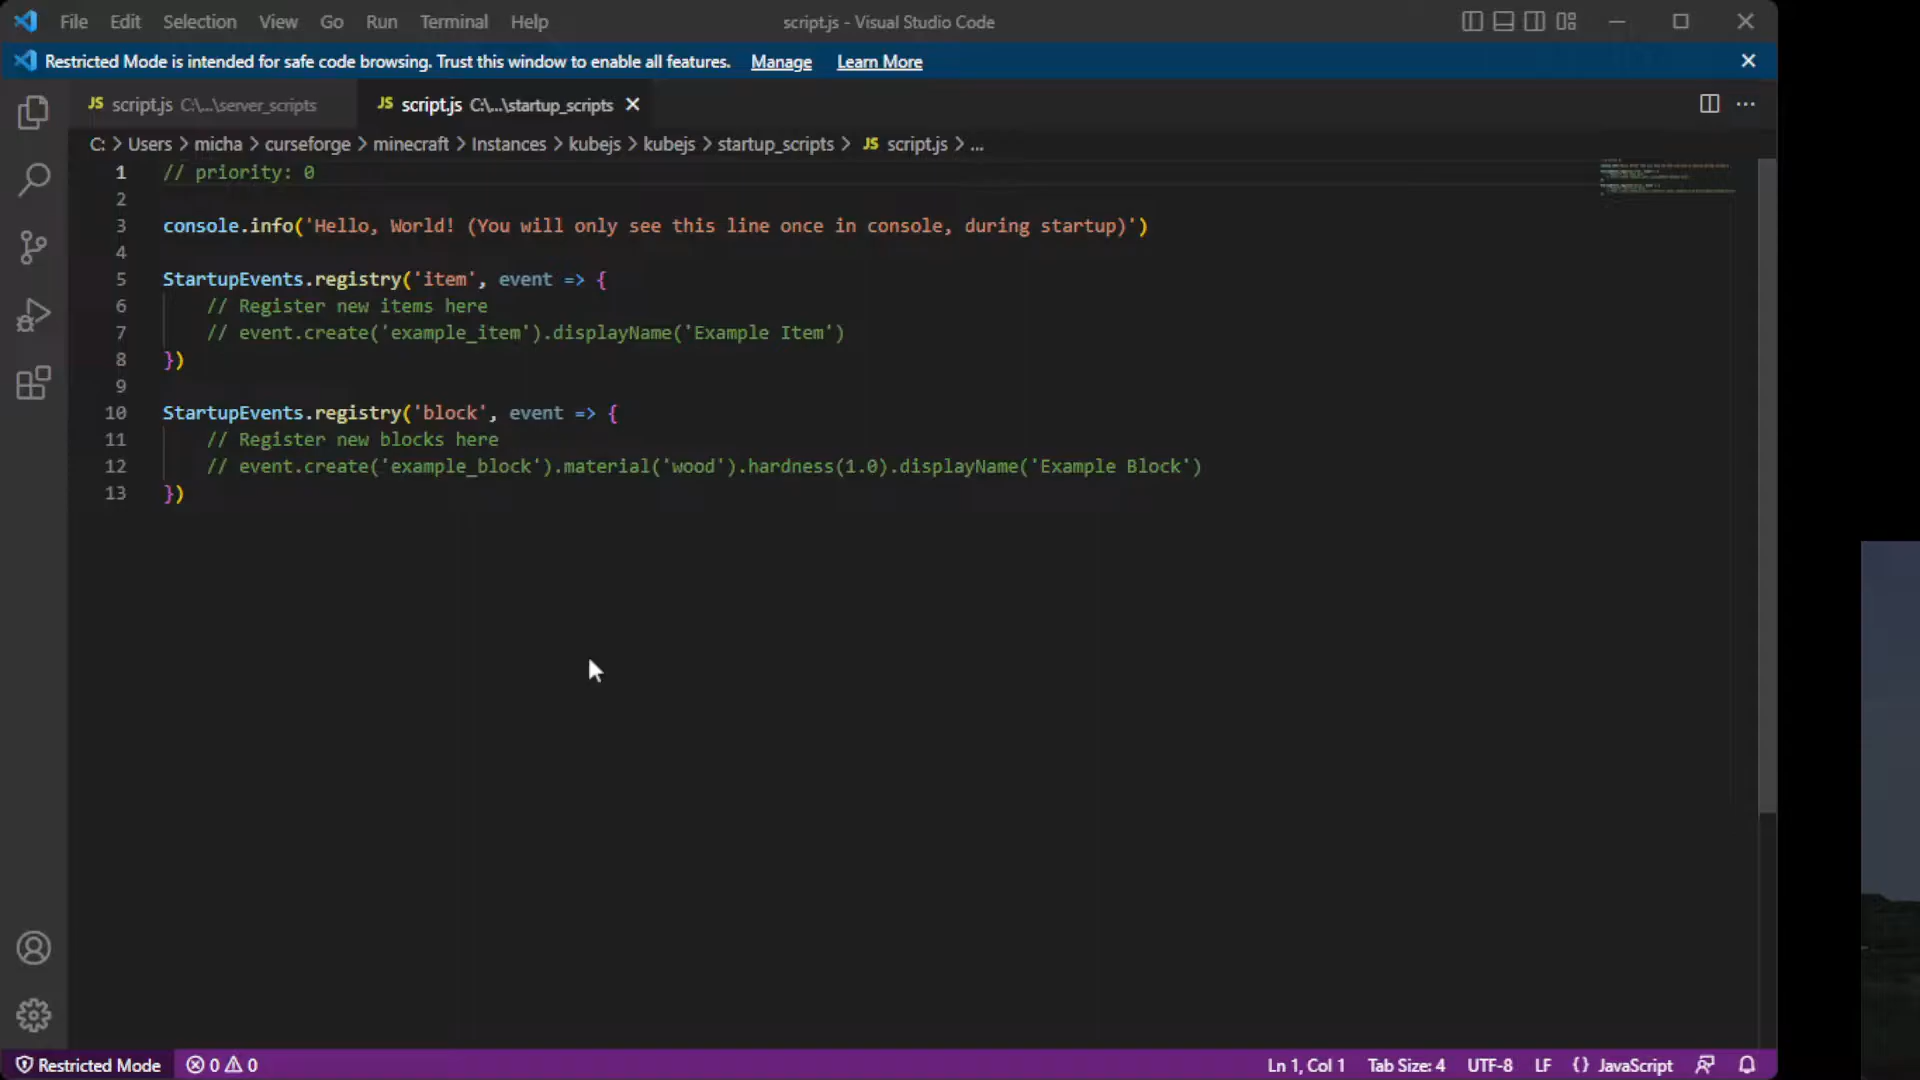 File Edit Selection View Go Run Terminal Help script.js - Visual Studio Code
Restricted Mode is intended for safe code browsing. Trust this window to enable all features. Manage Learn More
JS script.js C:\...\server_scripts JS script.js C:\...\startup_scripts
C: > Users > micha > curseforge > minecraft > Instances > kubejs > kubejs > startup_scripts > JS script.js > ...
1 // priority: 0
2
3 console.info('Hello, World! (You will only see this line once in console, during startup)')
4
5 StartupEvents.registry('item', event => {
6 // Register new items here
7 // event.create('example_item').displayName('Example Item')
8 })
9
10 StartupEvents.registry('block', event => {
11 // Register new blocks here
12 // event.create('example_block').material('wood').hardness(1.0).displayName('Example Block')
13 })
Restricted Mode 0 0 Ln 1, Col 1 Tab Size: 4 UTF-8 LF {} JavaScript